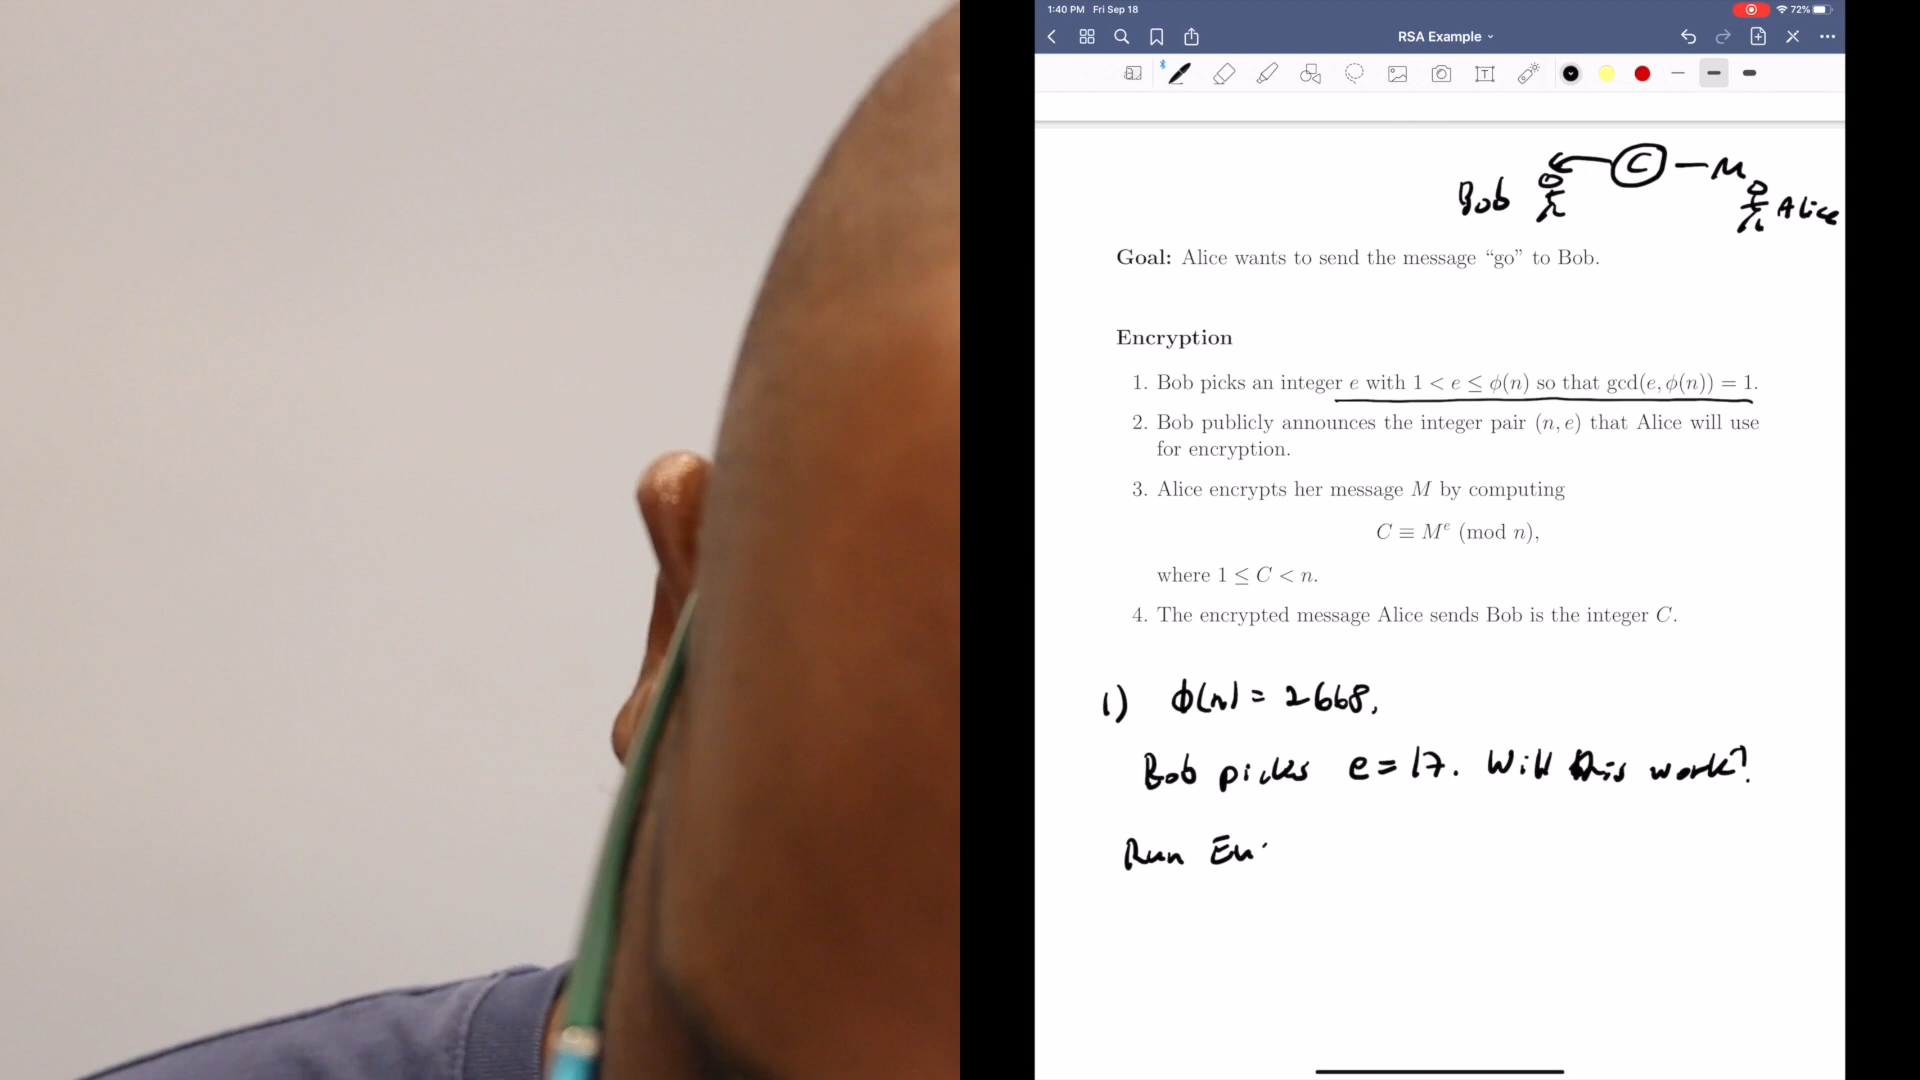 1:40 PM Fri Sep 18
72%
RSA Example
Bob C — M Alice
Goal: Alice wants to send the message “go” to Bob.
Encryption
1. Bob picks an integer e with 1 < e ≤ ϕ(n) so that gcd(e, ϕ(n)) = 1.
2. Bob publicly announces the integer pair (n, e) that Alice will use
for encryption.
3. Alice encrypts her message M by computing
C ≡ Mᵉ (mod n),
where 1 ≤ C < n.
4. The encrypted message Alice sends Bob is the integer C.
1) ϕ(n) = 2668,
Bob picks e = 17. Will this work?
Run Eu